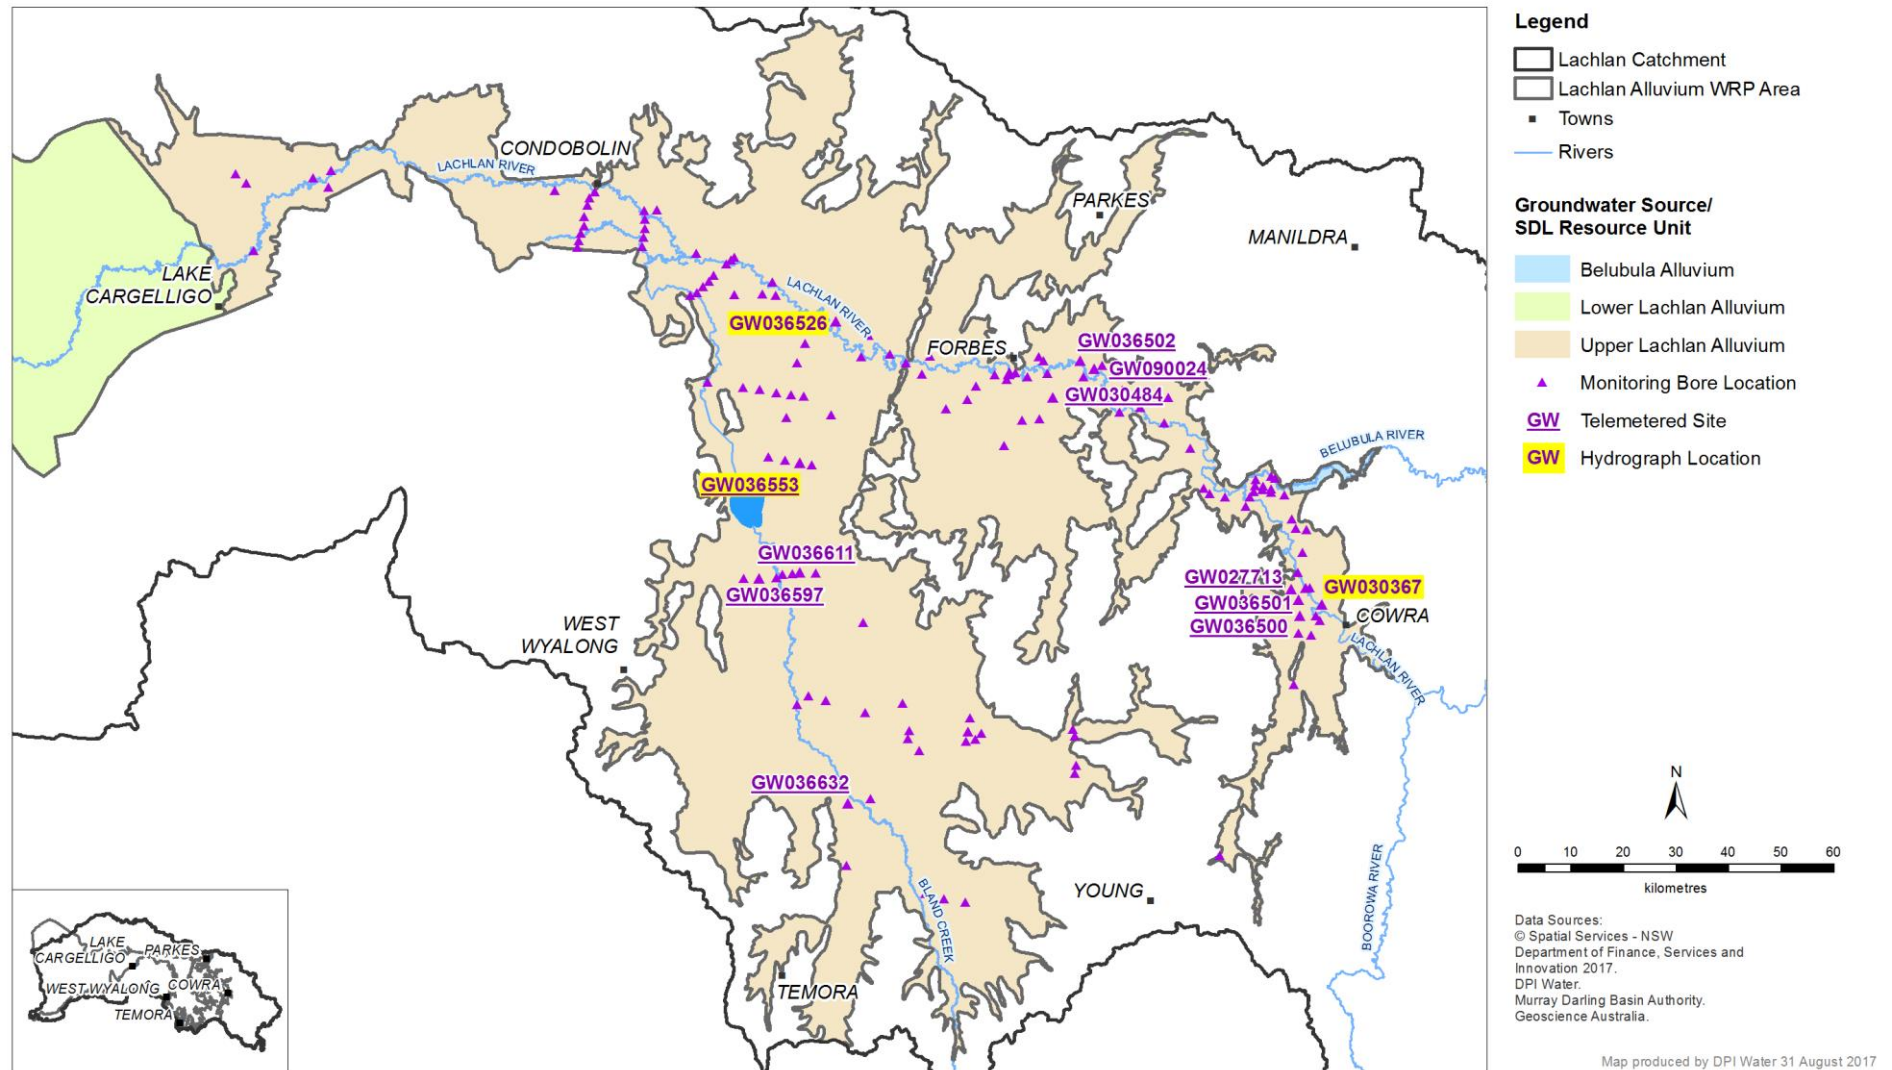 CONDOBOLIN
LACHLAN RIVER
PARKES
MANILDRA
LAKE
CARGELLIGO
LACHLAN RIVER
GW036526
FORBES
GW036502
GW090024
GW030484
BELUBULA RIVER
GW036553
GW036611
GW036597
GW027713
GW030367
GW036501
COWRA
GW036500
WEST
WYALONG
LACHLAN RIVER
GW036632
YOUNG
BLAND CREEK
BOOROWA RIVER
TEMORA
LAKE
CARGELLIGO
PARKES
WEST WYALONG
COWRA
TEMORA
Legend
Lachlan Catchment
Lachlan Alluvium WRP Area
Towns
Rivers
Groundwater Source/
SDL Resource Unit
Belubula Alluvium
Lower Lachlan Alluvium
Upper Lachlan Alluvium
Monitoring Bore Location
GW Telemetered Site
GW Hydrograph Location
N
0 10 20 30 40 50 60
kilometres
Data Sources:
© Spatial Services - NSW
Department of Finance, Services and
Innovation 2017.
DPI Water.
Murray Darling Basin Authority.
Geoscience Australia.
Map produced by DPI Water 31 August 2017